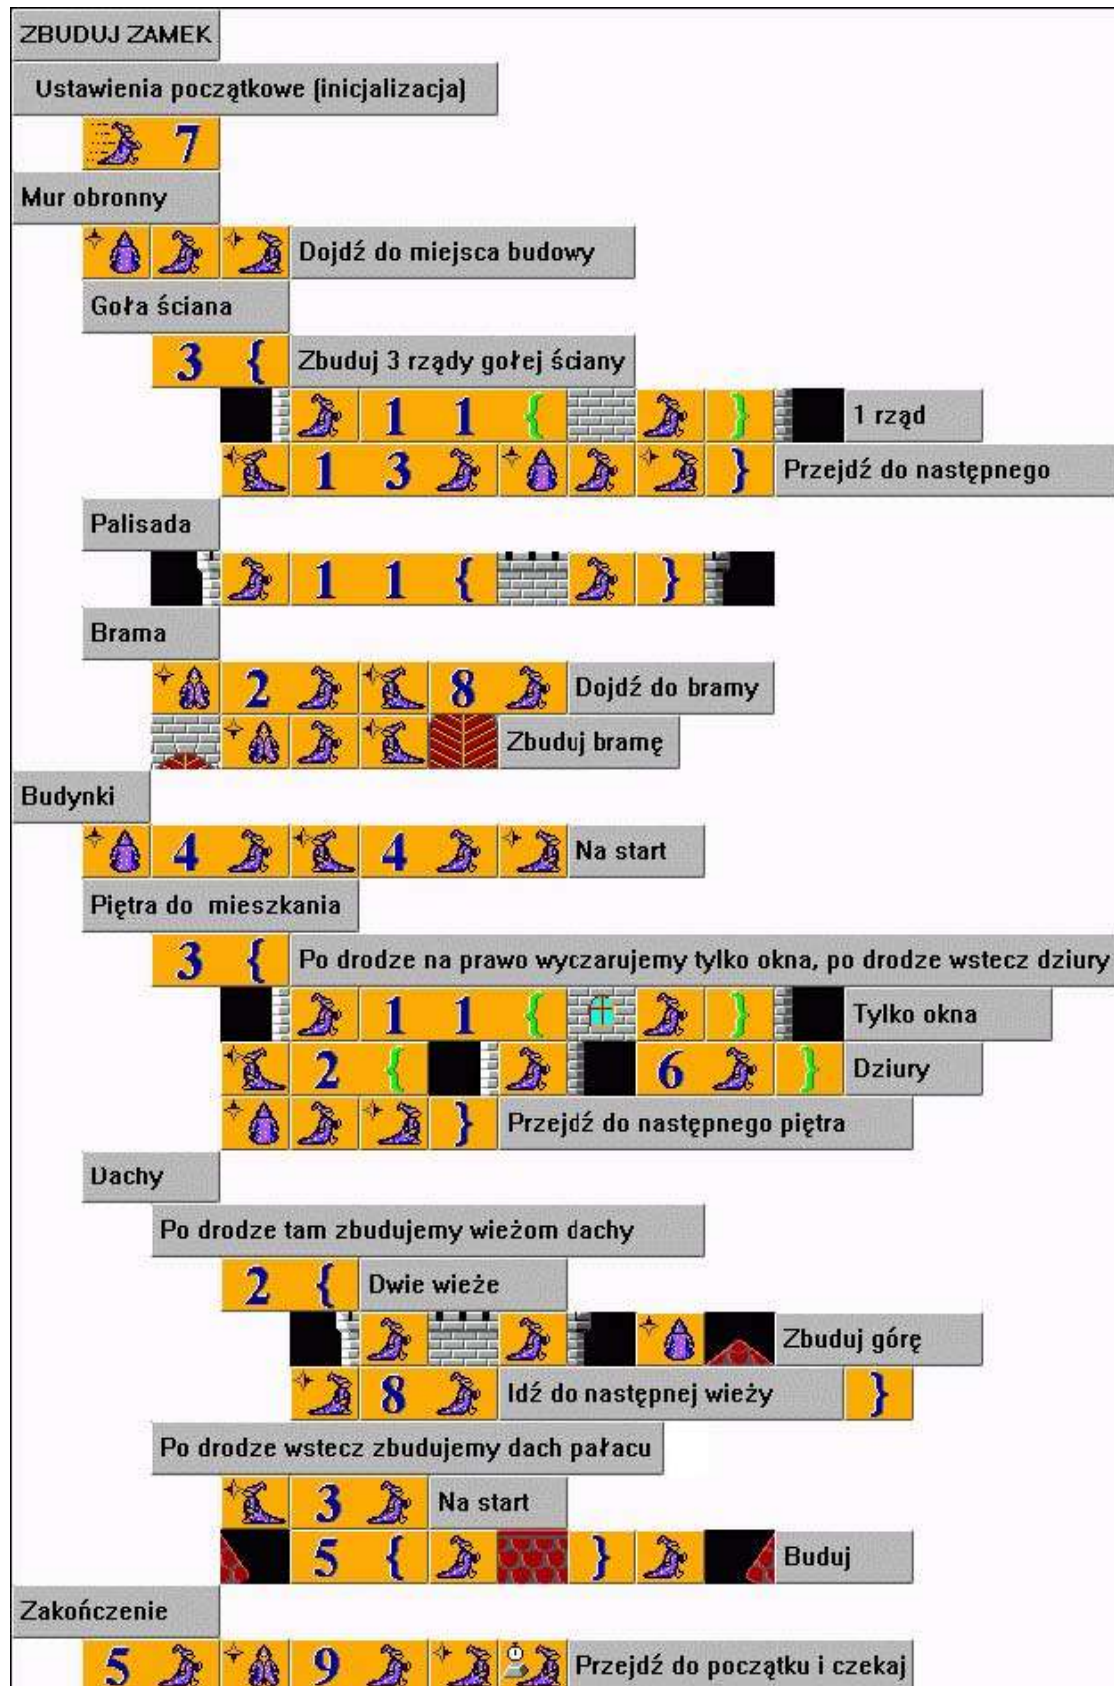 ZBUDUJ ZAMEK
Ustawienia początkowe (inicjalizacja)
7
Mur obronny
Dojdź do miejsca budowy
Goła ściana
3 { Zbuduj 3 rządy gołej ściany
1 1 { } 1 rząd
1 3 } Przejdź do następnego
Palisada
1 1 { }
Brama
2 8 Dojdź do bramy
Zbuduj bramę
Budynki
4 4 Na start
Piętra do mieszkania
3 { Po drodze na prawo wyczarujemy tylko okna, po drodze wstecz dziury
1 1 { } Tylko okna
2 { 6 } Dziury
} Przejdź do następnego piętra
Dachy
Po drodze tam zbudujemy wieżom dachy
2 { Dwie wieże
Zbuduj górę
8 Idź do następnej wieży }
Po drodze wstecz zbudujemy dach pałacu
3 Na start
5 { } Buduj
Zakończenie
5 9 Przejdź do początku i czekaj